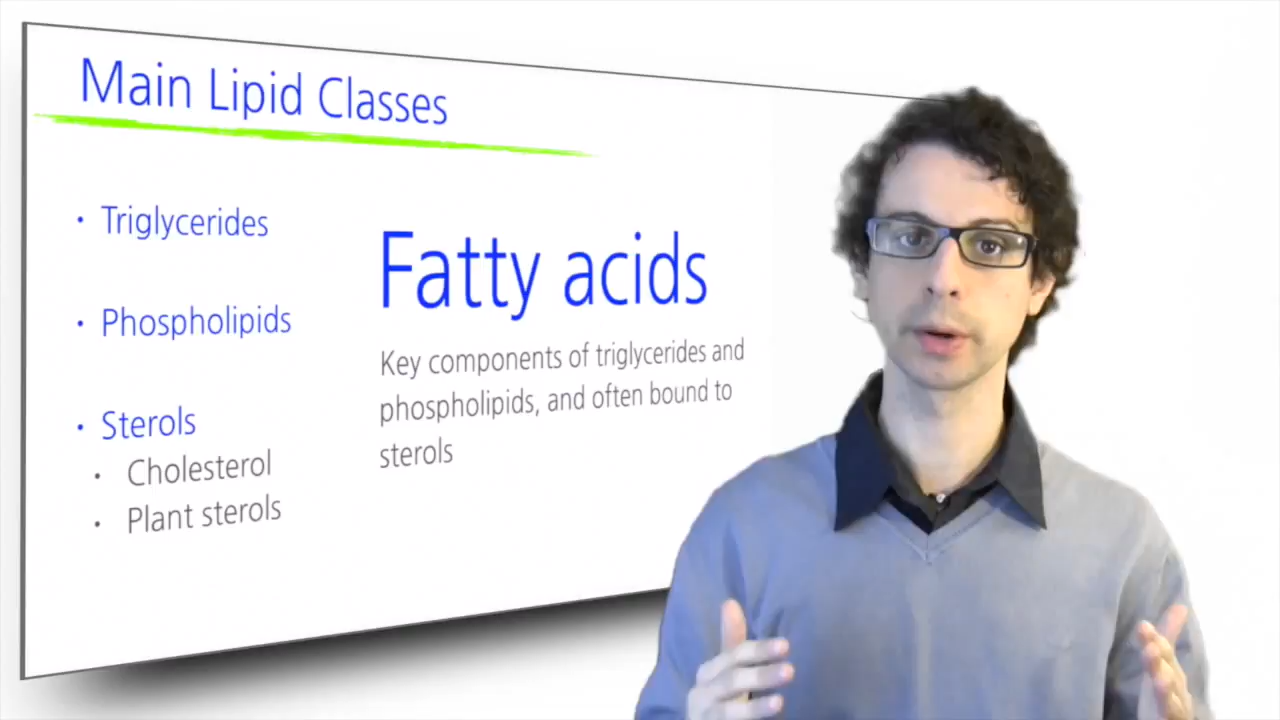 Main Lipid Classes
• Triglycerides
• Phospholipids
• Sterols
• Cholesterol
• Plant sterols
Fatty acids
Key components of triglycerides and
phospholipids, and often bound to
sterols